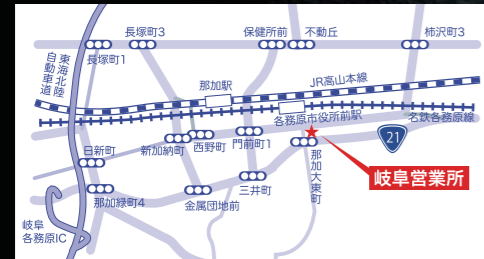 長塚町3
保健所前
不動丘
柿沢町3
長塚町1
東海北陸
自動車道
那加駅
JR高山本線
各務原市役所前駅
名鉄各務原線
21
日新町
新加納町
西野町
門前町1
那加大東町
岐阜営業所
三井町
那加緑町4
金属団地前
岐阜
各務原IC